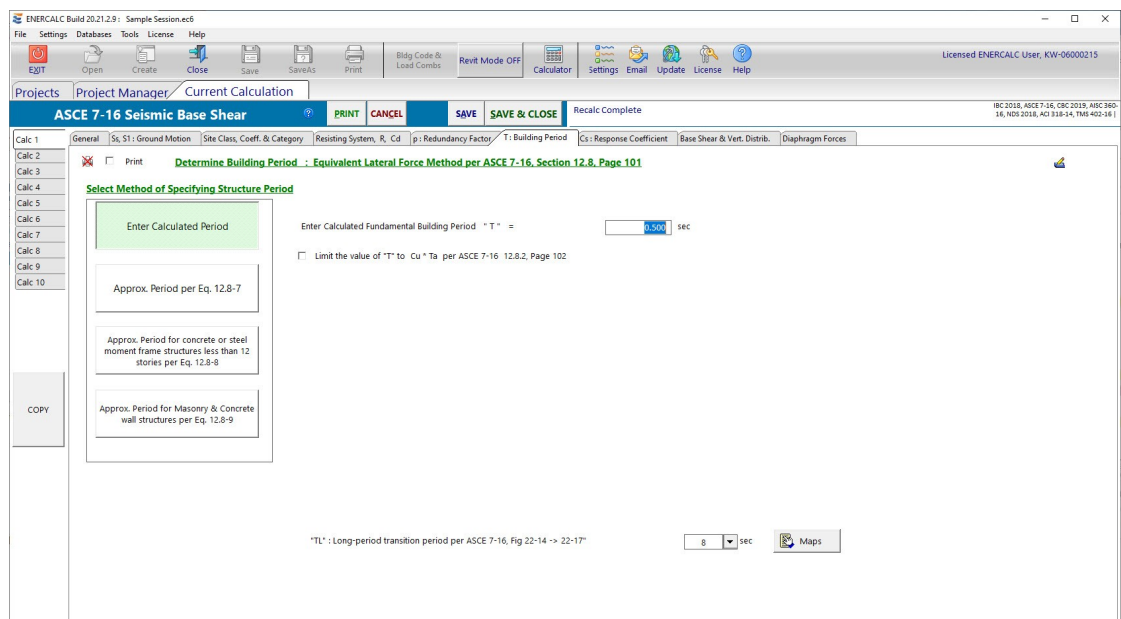 ENERCALC Build 20.21.2.9 : Sample Session.ec6
File Settings Databases Tools License Help
EXIT Open Create Close Save SaveAs Print Bldg Code & Load Combs Revit Mode OFF Calculator Settings Email Update License Help
Licensed ENERCALC User, KW-06000215
Projects Project Manager Current Calculation
ASCE 7-16 Seismic Base Shear PRINT CANCEL SAVE SAVE & CLOSE Recalc Complete
IBC 2018, ASCE 7-16, CBC 2019, AISC 360-
16, NDS 2018, ACI 318-14, TMS 402-16 |
General Ss, S1 : Ground Motion Site Class, Coeff. & Category Resisting System, R, Cd p : Redundancy Factor T : Building Period Cs : Response Coefficient Base Shear & Vert. Distrib. Diaphragm Forces
Calc 1
Calc 2
Calc 3
Calc 4
Calc 5
Calc 6
Calc 7
Calc 8
Calc 9
Calc 10
COPY
Print Determine Building Period : Equivalent Lateral Force Method per ASCE 7-16, Section 12.8, Page 101
Select Method of Specifying Structure Period
Enter Calculated Period
Approx. Period per Eq. 12.8-7
Approx. Period for concrete or steel
moment frame structures less than 12
stories per Eq. 12.8-8
Approx. Period for Masonry & Concrete
wall structures per Eq. 12.8-9
Enter Calculated Fundamental Building Period " T " = 0.500 sec
Limit the value of "T" to Cu * Ta per ASCE 7-16 12.8.2, Page 102
"TL" : Long-period transition period per ASCE 7-16, Fig 22-14 -> 22-17" 8 sec Maps